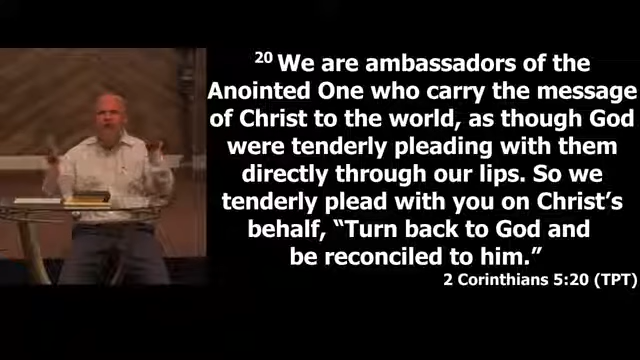 20 We are ambassadors of the
Anointed One who carry the message
of Christ to the world, as though God
were tenderly pleading with them
directly through our lips. So we
tenderly plead with you on Christ's
behalf, “Turn back to God and
be reconciled to him.”
2 Corinthians 5:20 (TPT)